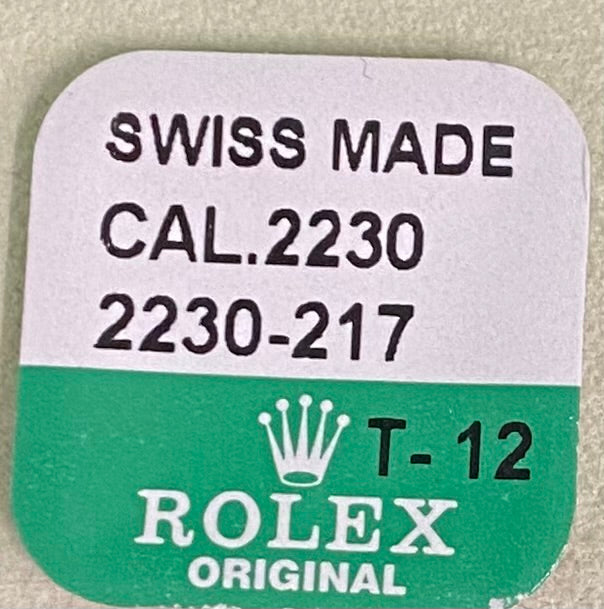 SWISS MADE
CAL.2230
2230-217
T- 12
ROLEX
ORIGINAL